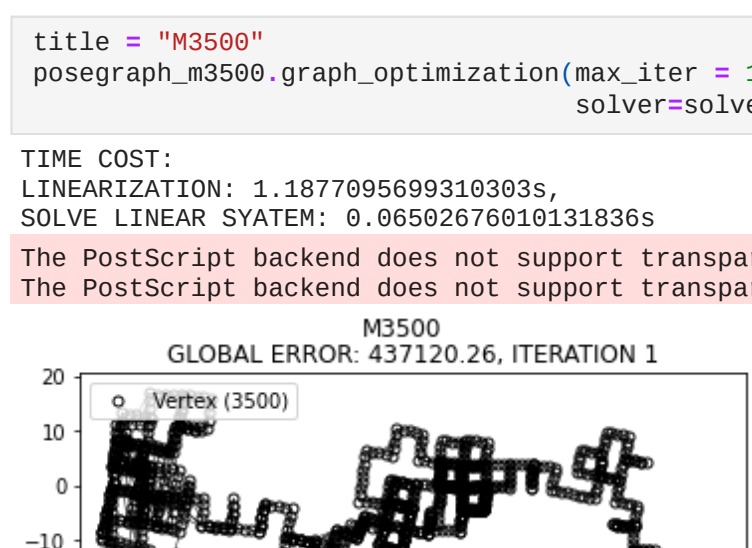 title = "M3500"
posegraph_m3500.graph_optimization(max_iter = 1
solver=solve
TIME COST:
LINEARIZATION: 1.1877095699310303s,
SOLVE LINEAR SYATEM: 0.06502676010131836s
The PostScript backend does not support transpa
The PostScript backend does not support transpa
M3500
GLOBAL ERROR: 437120.26, ITERATION 1
20
Vertex (3500)
10
0
−10